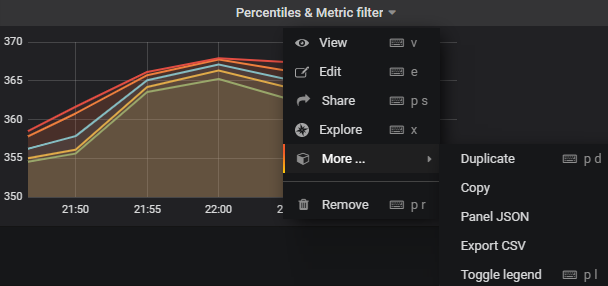 Percentiles & Metric filter
370
365
360
355
350
21:50
21:55
22:00
View v
Edit e
Share p s
Explore x
More ...
Remove p r
Duplicate p d
Copy
Panel JSON
Export CSV
Toggle legend p l